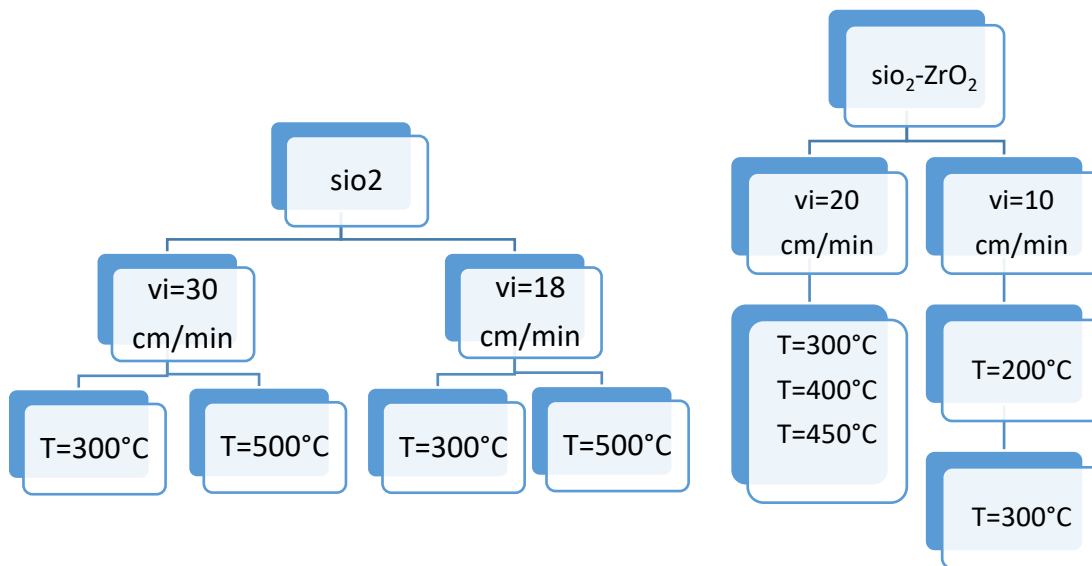 sio2
vi=30
cm/min
vi=18
cm/min
T=300°C
T=500°C
T=300°C
T=500°C
sio₂-ZrO₂
vi=20
cm/min
vi=10
cm/min
T=300°C
T=400°C
T=450°C
T=200°C
T=300°C